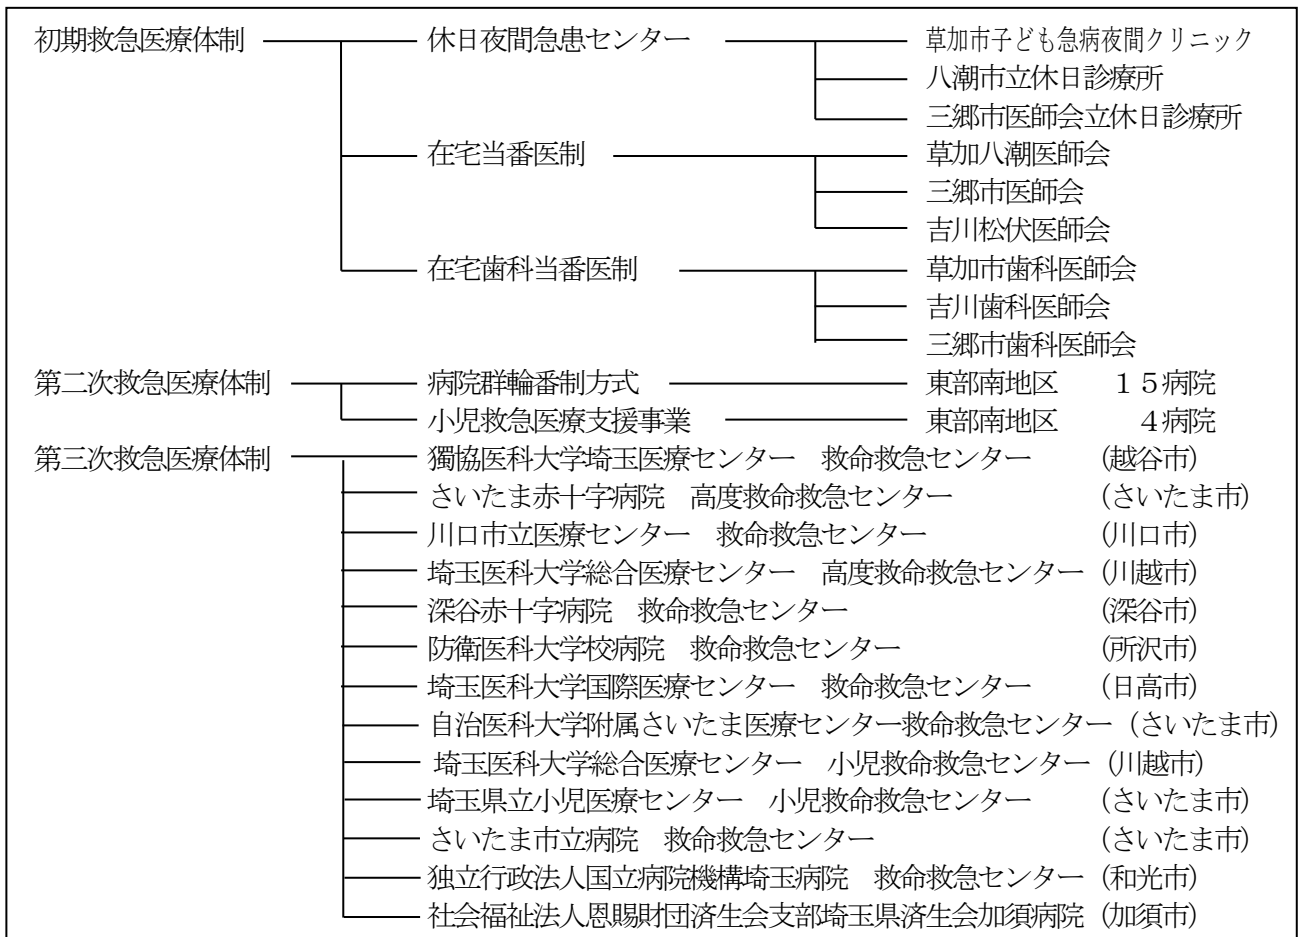 初期救急医療体制 休日夜間急患センター 草加市子ども急病夜間クリニック
八潮市立休日診療所
三郷市医師会立休日診療所
在宅当番医制 草加八潮医師会
三郷市医師会
吉川松伏医師会
在宅歯科当番医制 草加市歯科医師会
吉川歯科医師会
三郷市歯科医師会
第二次救急医療体制 病院群輪番制方式 東部南地区 15病院
小児救急医療支援事業 東部南地区 4病院
第三次救急医療体制 獨協医科大学埼玉医療センター 救命救急センター (越谷市)
さいたま赤十字病院 高度救命救急センター (さいたま市)
川口市立医療センター 救命救急センター (川口市)
埼玉医科大学総合医療センター 高度救命救急センター (川越市)
深谷赤十字病院 救命救急センター (深谷市)
防衛医科大学校病院 救命救急センター (所沢市)
埼玉医科大学国際医療センター 救命救急センター (日高市)
自治医科大学附属さいたま医療センター救命救急センター (さいたま市)
埼玉医科大学総合医療センター 小児救命救急センター (川越市)
埼玉県立小児医療センター 小児救命救急センター (さいたま市)
さいたま市立病院 救命救急センター (さいたま市)
独立行政法人国立病院機構埼玉病院 救命救急センター (和光市)
社会福祉法人恩賜財団済生会支部埼玉県済生会加須病院 (加須市)